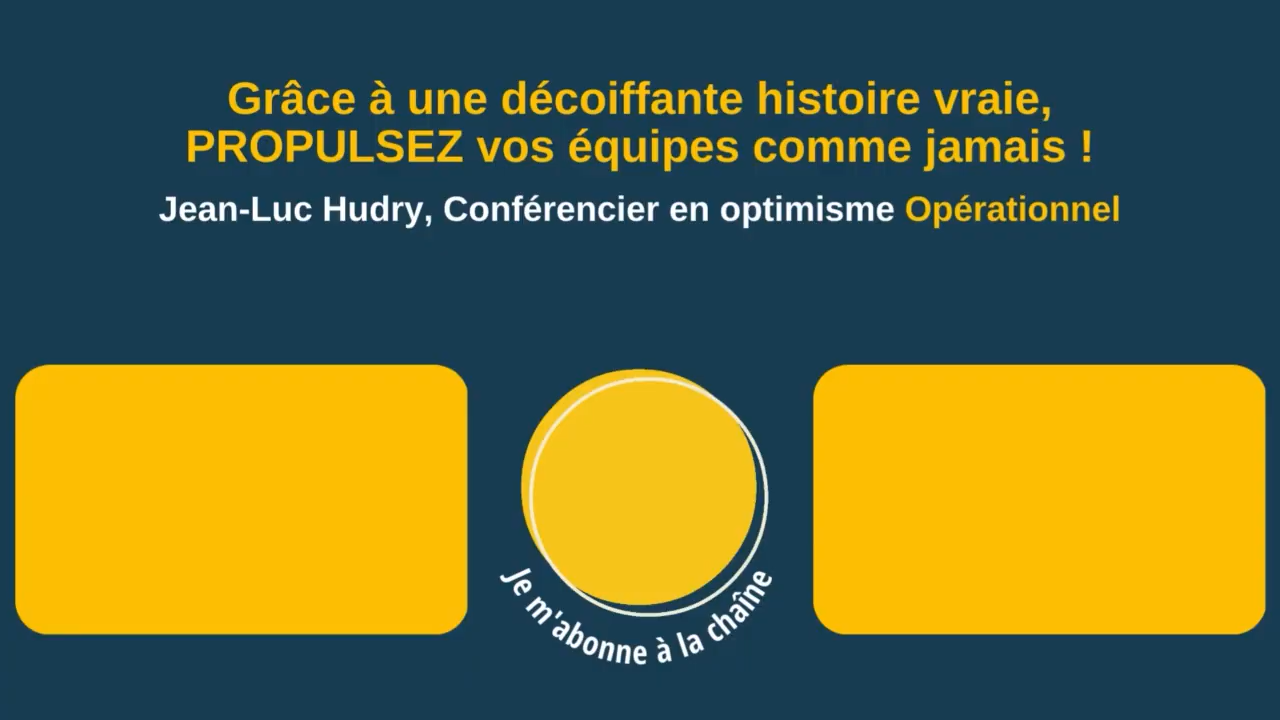 Grâce à une décoiffante histoire vraie,
PROPULSEZ vos équipes comme jamais !
Jean-Luc Hudry, Conférencier en optimisme Opérationnel
Je m'abonne à la chaîne